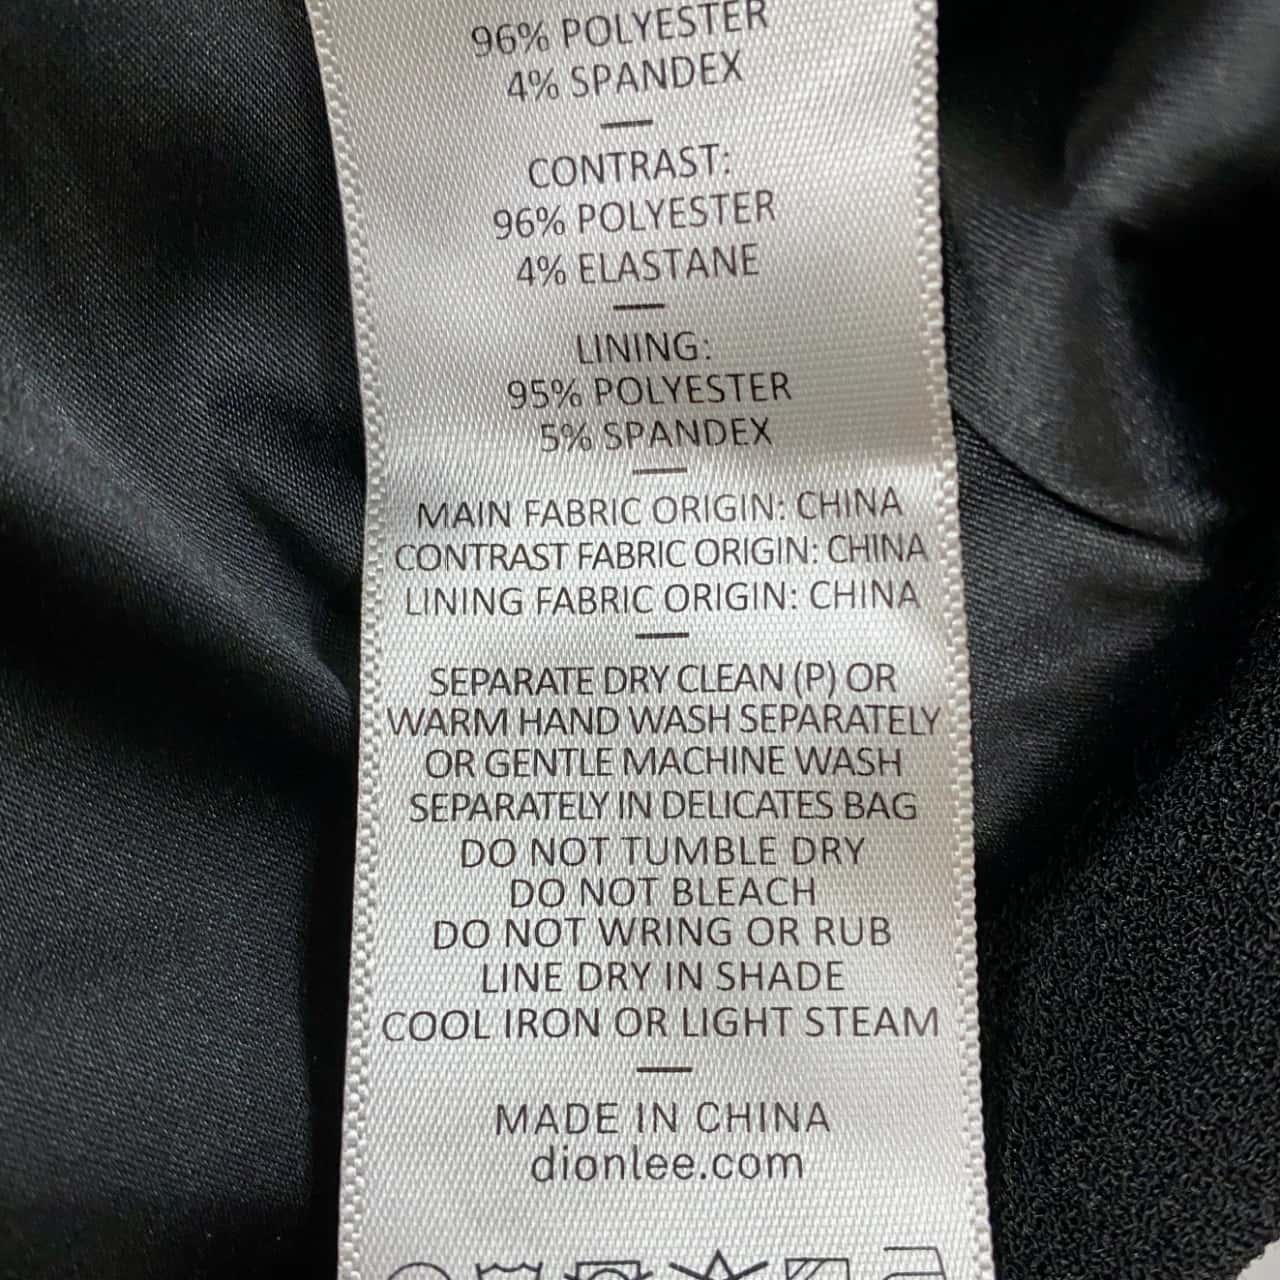 96% POLYESTER
4% SPANDEX
CONTRAST:
96% POLYESTER
4% ELASTANE
LINING:
95% POLYESTER
5% SPANDEX
MAIN FABRIC ORIGIN: CHINA
CONTRAST FABRIC ORIGIN: CHINA
LINING FABRIC ORIGIN: CHINA
SEPARATE DRY CLEAN (P) OR
WARM HAND WASH SEPARATELY
OR GENTLE MACHINE WASH
SEPARATELY IN DELICATES BAG
DO NOT TUMBLE DRY
DO NOT BLEACH
DO NOT WRING OR RUB
LINE DRY IN SHADE
COOL IRON OR LIGHT STEAM
MADE IN CHINA
dionlee.com